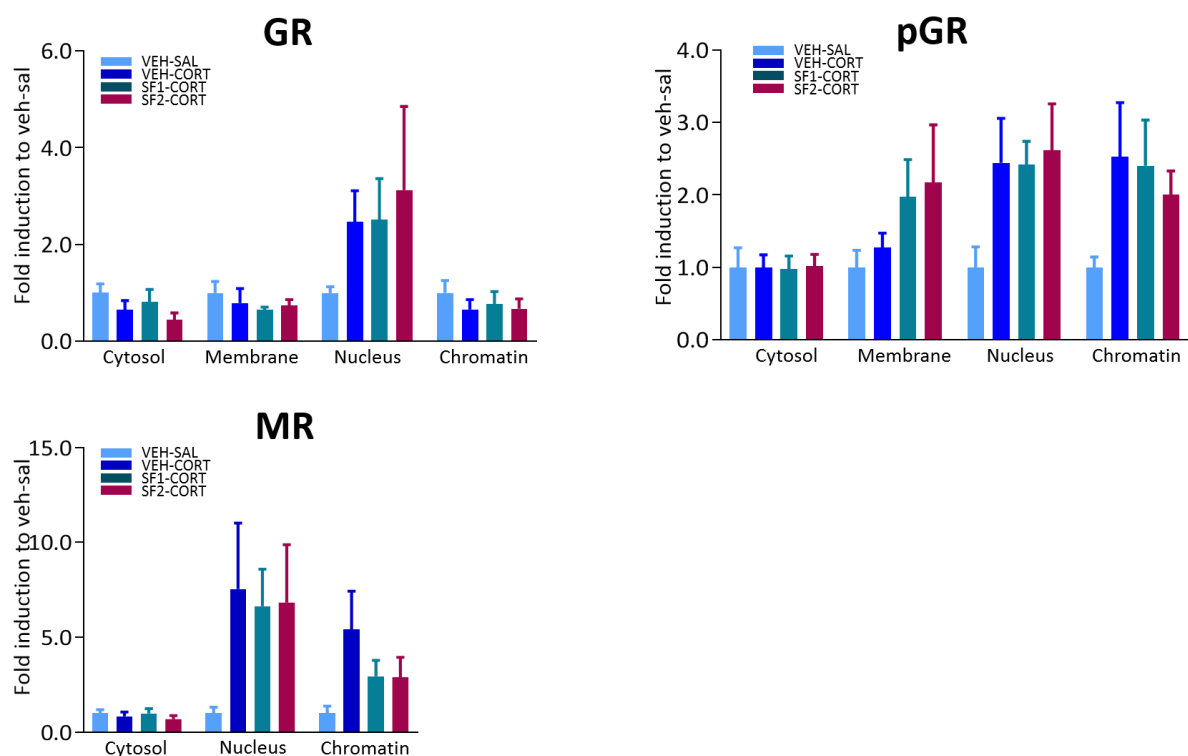 GR
Fold induction to veh-sal
6.0
4.0
2.0
0.0
VEH-SAL
VEH-CORT
SF1-CORT
SF2-CORT
Cytosol Membrane Nucleus Chromatin
pGR
Fold induction to veh-sal
4.0
3.0
2.0
1.0
0.0
VEH-SAL
VEH-CORT
SF1-CORT
SF2-CORT
Cytosol Membrane Nucleus Chromatin
MR
Fold induction to veh-sal
15.0
10.0
5.0
0.0
VEH-SAL
VEH-CORT
SF1-CORT
SF2-CORT
Cytosol Nucleus Chromatin